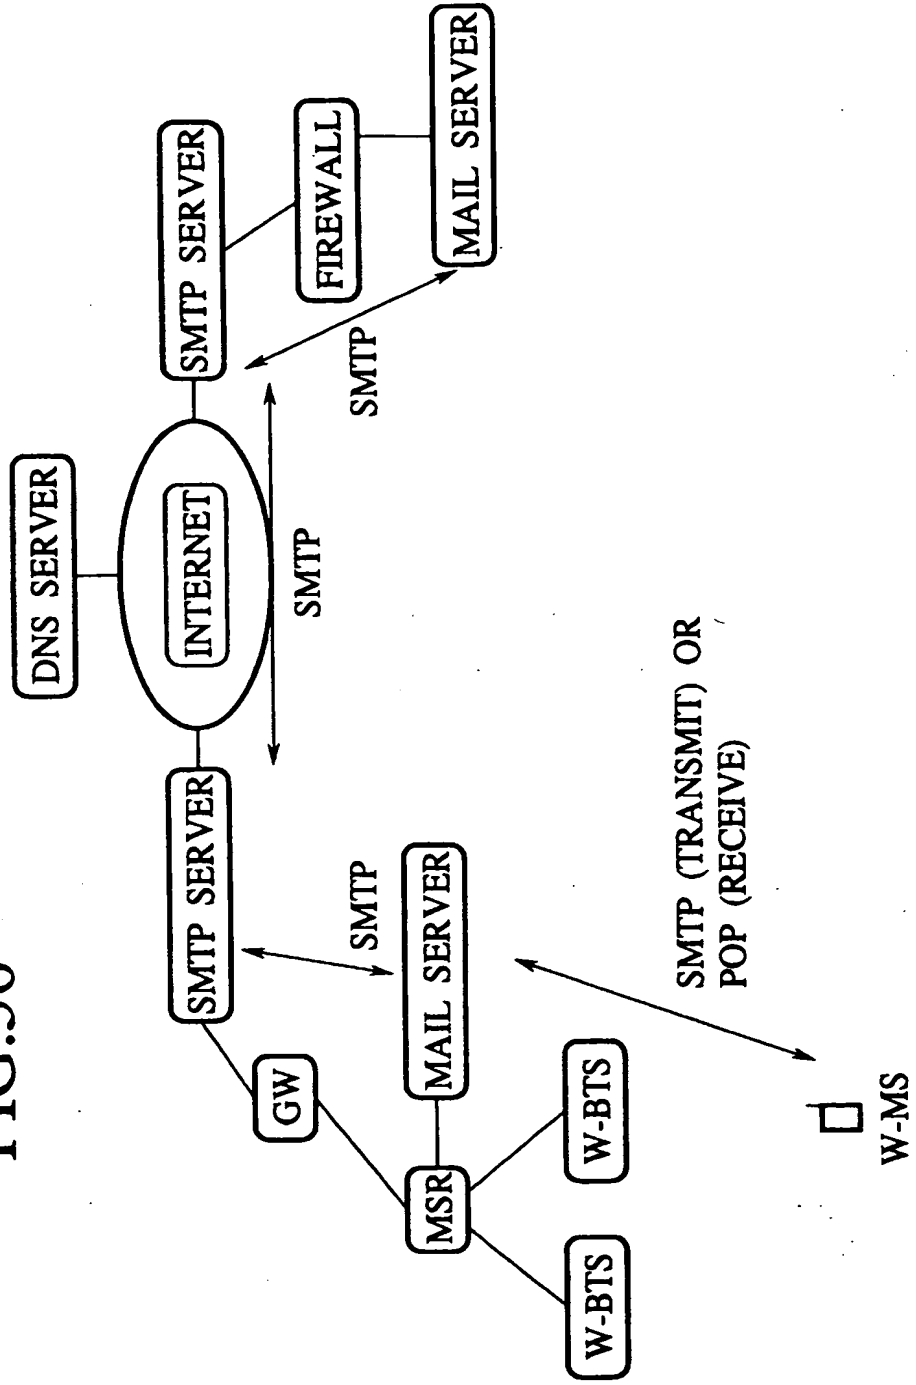 DNS SERVER
SMTP SERVER
INTERNET
SMTP SERVER
GW
SMTP
SMTP
SMTP
FIREWALL
MSR
MAIL SERVER
MAIL SERVER
W-BTS
W-BTS
SMTP (TRANSMIT) OR
POP (RECEIVE)
W-MS